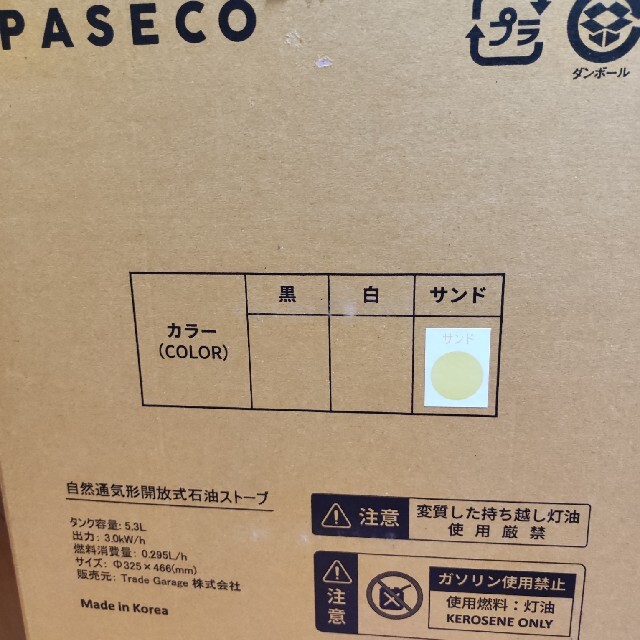 PASECO
プラ
ダンボール
黒 白 サンド
カラー
(COLOR)
サンド
自然通気形開放式石油ストーブ
タンク容量: 5.3L
出力: 3.0kW/h
燃料消費量: 0.295L/h
サイズ: Φ325×466(mm)
販売元: Trade Garage 株式会社
Made in Korea
注意
変質した持ち越し灯油
使用厳禁
注意
ガソリン使用禁止
使用燃料：灯油
KEROSENE ONLY